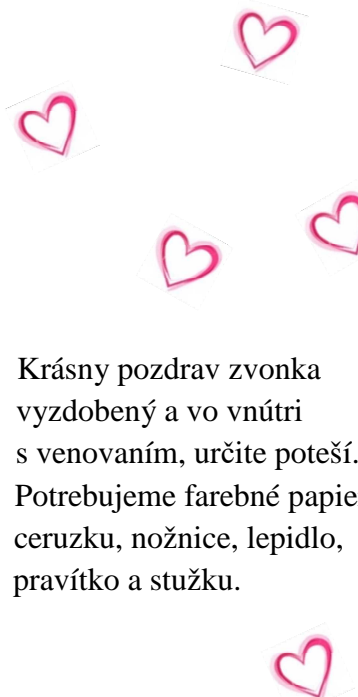 Krásny pozdrav zvonka
vyzdobený a vo vnútri
s venovaním, určite poteší.
Potrebujeme farebné papie
ceruzku, nožnice, lepidlo,
pravítko a stužku.